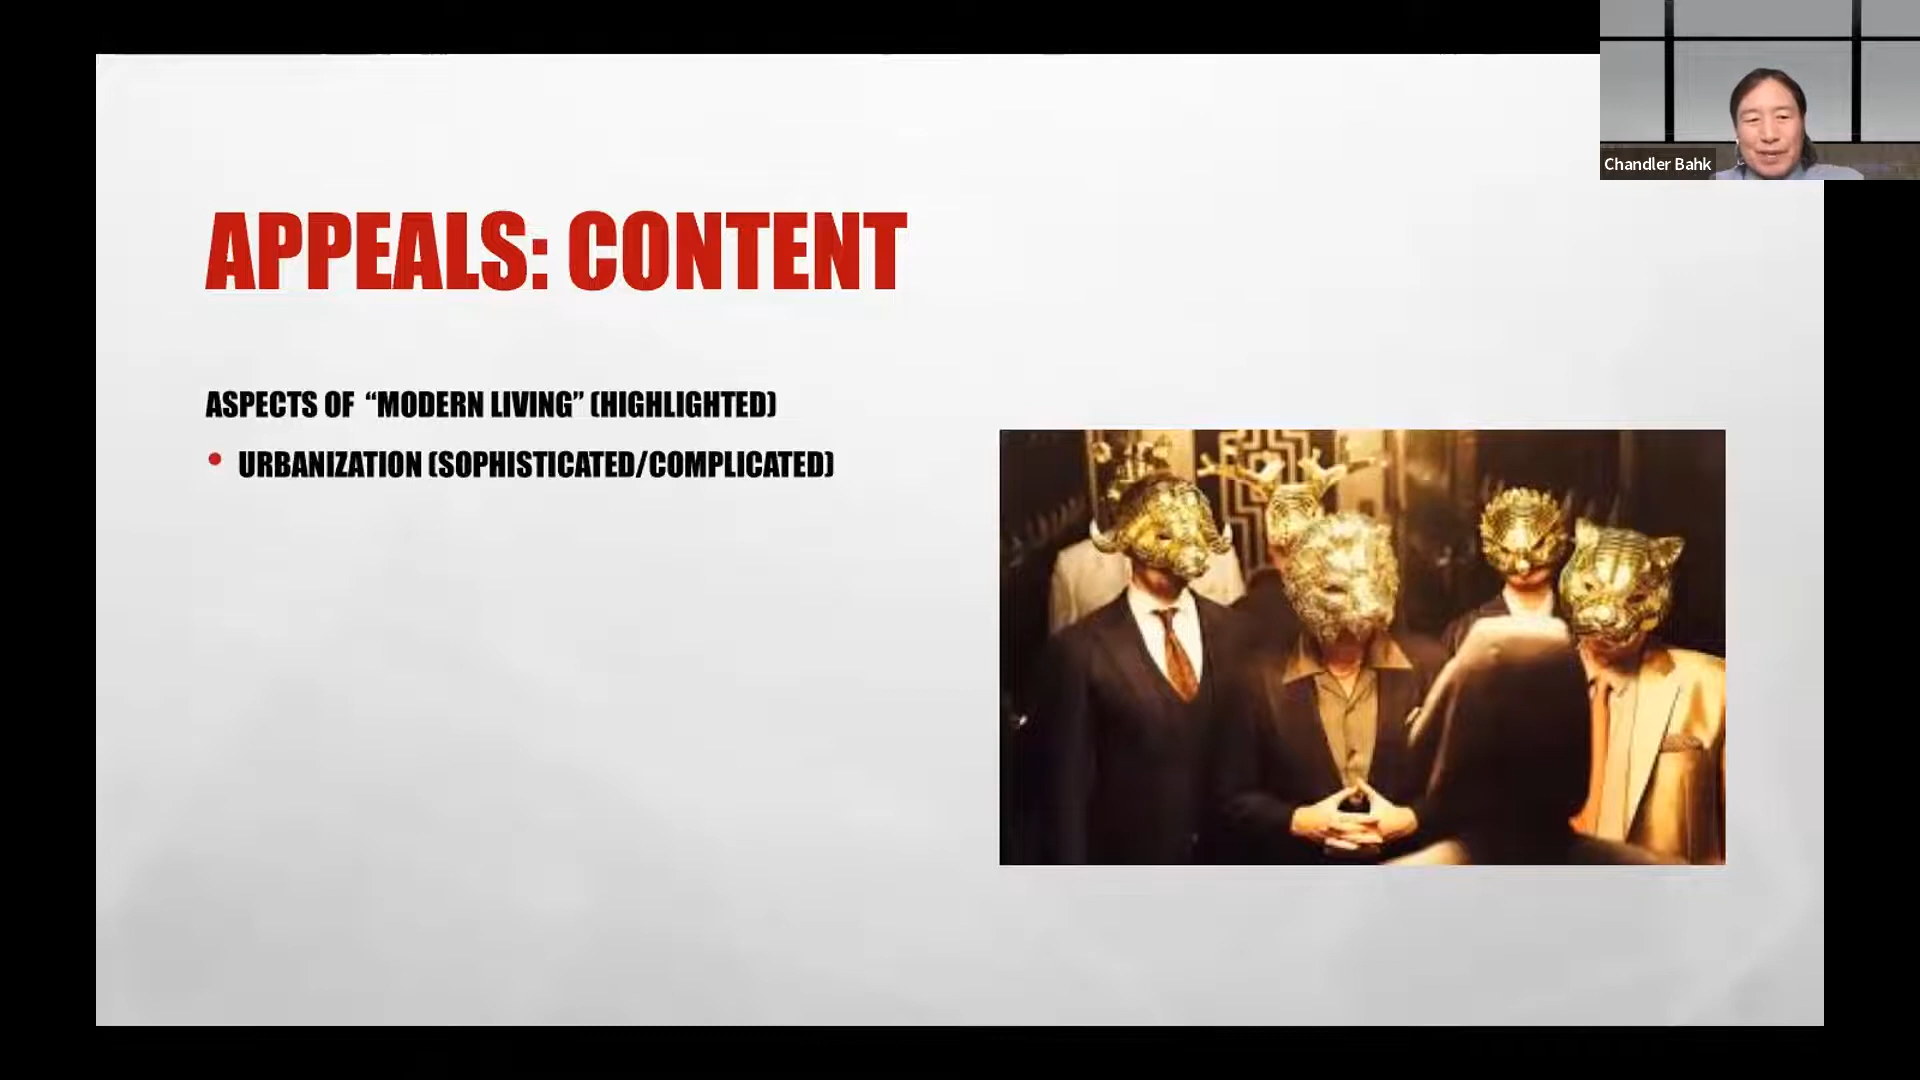 APPEALS: CONTENT
ASPECTS OF “MODERN LIVING” (HIGHLIGHTED)
• URBANIZATION (SOPHISTICATED/COMPLICATED)
Chandler Bahk